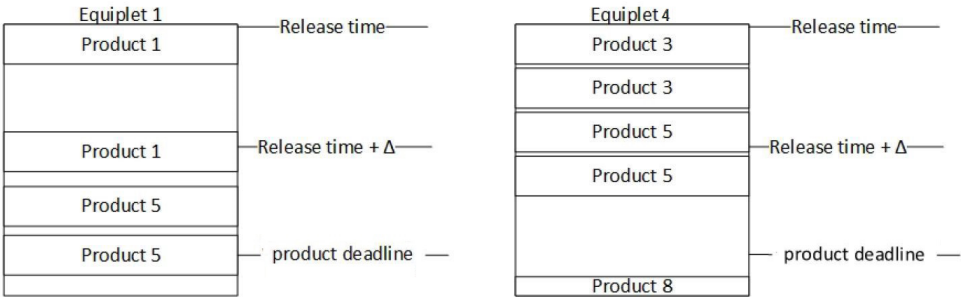 Equiplet 1
Release time
Product 1
Product 1
Release time + Δ
Product 5
Product 5
product deadline
Equiplet 4
Release time
Product 3
Product 3
Product 5
Release time + Δ
Product 5
product deadline
Product 8